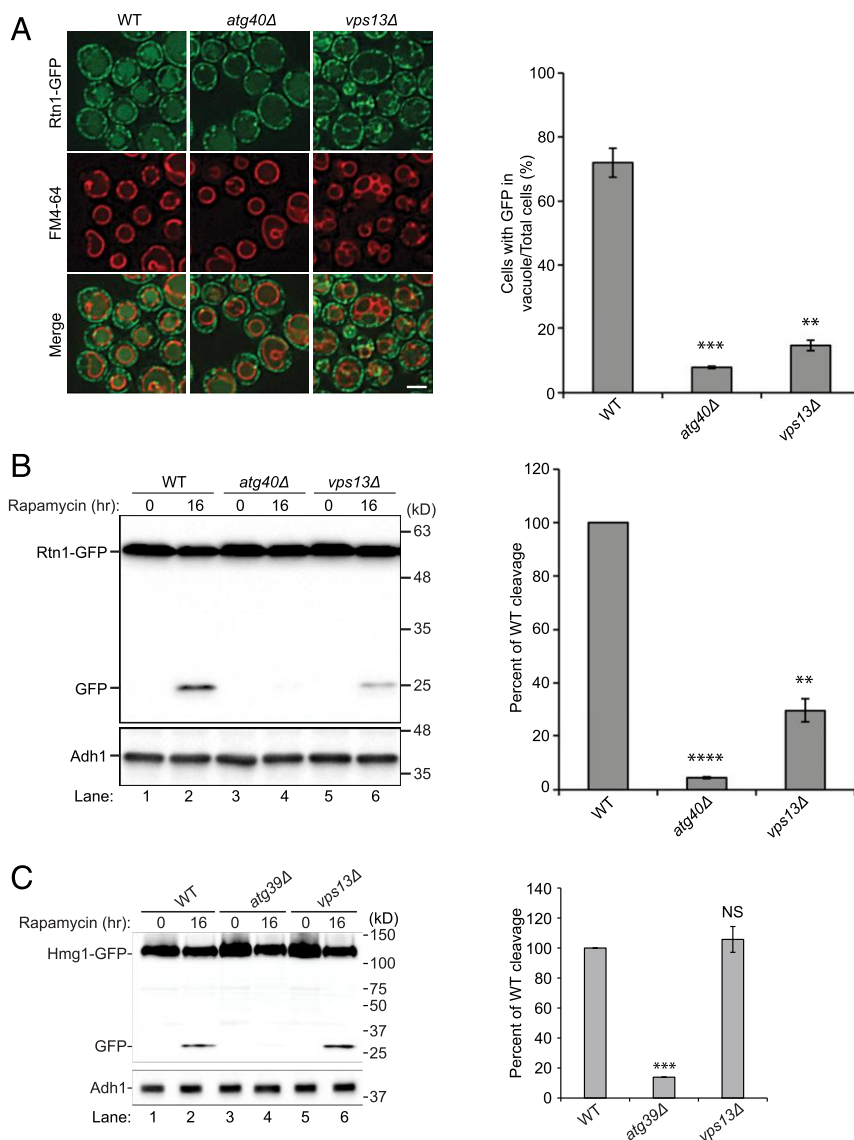 A
WT atg40Δ vps13Δ
Rtn1-GFP
FM4-64
Merge
Cells with GFP in
vacuole/Total cells (%)
100
80
60
40
20
0
***
**
WT atg40Δ vps13Δ
B
WT atg40Δ vps13Δ
Rapamycin (hr): 0 16 0 16 0 16 (kD)
Rtn1-GFP
GFP
63
48
35
25
Adh1
48
35
Lane: 1 2 3 4 5 6
Percent of WT cleavage
120
100
80
60
40
20
0
****
**
WT atg40Δ vps13Δ
C
WT atg39Δ vps13Δ
Rapamycin (hr): 0 16 0 16 0 16 (kD)
Hmg1-GFP-
GFP-
-150
-100
-75
-50
-37
-25
Adh1-
-37
Lane: 1 2 3 4 5 6
Percent of WT cleavage
140
120
100
80
60
40
20
0
***
NS
WT atg39Δ vps13Δ